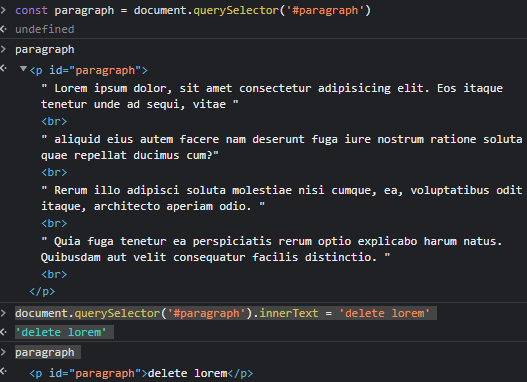 const paragraph = document.querySelector('#paragraph')
undefined
paragraph
<p id="paragraph">
" Lorem ipsum dolor, sit amet consectetur adipisicing elit. Eos itaque
tenetur unde ad sequi, vitae "
<br>
" aliquid eius autem facere nam deserunt fuga iure nostrum ratione soluta
quae repellat ducimus cum?"
<br>
" Rerum illo adipisci soluta molestiae nisi cumque, ea, voluptatibus odit
itaque, architecto aperiam odio. "
<br>
" Quia fuga tenetur ea perspiciatis rerum optio explicabo harum natus.
Quibusdam aut velit consequatur facilis distinctio. "
<br>
</p>
document.querySelector('#paragraph').innerText = 'delete lorem'
'delete lorem'
paragraph
<p id="paragraph">delete lorem</p>